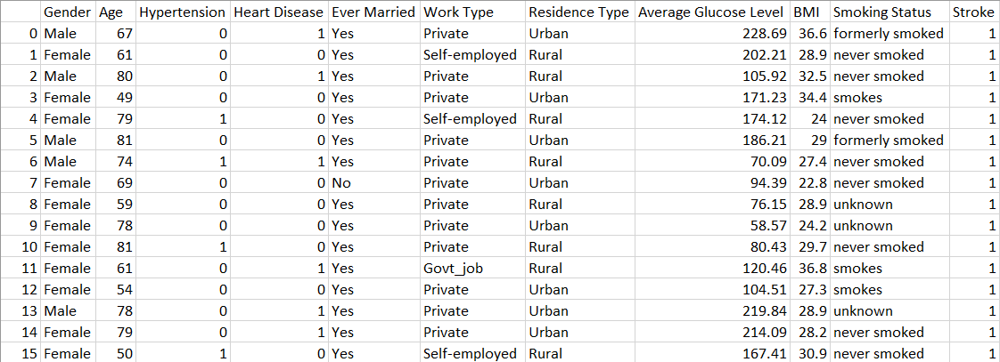 Gender Age Hypertension Heart Disease Ever Married Work Type Residence Type Average Glucose Level BMI Smoking Status Stroke
0 Male 67 0 1 Yes Private Urban 228.69 36.6 formerly smoked 1
1 Female 61 0 0 Yes Self-employed Rural 202.21 28.9 never smoked 1
2 Male 80 0 1 Yes Private Rural 105.92 32.5 never smoked 1
3 Female 49 0 0 Yes Private Urban 171.23 34.4 smokes 1
4 Female 79 1 0 Yes Self-employed Rural 174.12 24 never smoked 1
5 Male 81 0 0 Yes Private Urban 186.21 29 formerly smoked 1
6 Male 74 1 1 Yes Private Rural 70.09 27.4 never smoked 1
7 Female 69 0 0 No Private Urban 94.39 22.8 never smoked 1
8 Female 59 0 0 Yes Private Rural 76.15 28.9 unknown 1
9 Female 78 0 0 Yes Private Urban 58.57 24.2 unknown 1
10 Female 81 1 0 Yes Private Rural 80.43 29.7 never smoked 1
11 Female 61 0 1 Yes Govt_job Rural 120.46 36.8 smokes 1
12 Female 54 0 0 Yes Private Urban 104.51 27.3 smokes 1
13 Male 78 0 1 Yes Private Urban 219.84 28.9 unknown 1
14 Female 79 0 1 Yes Private Urban 214.09 28.2 never smoked 1
15 Female 50 1 0 Yes Self-employed Rural 167.41 30.9 never smoked 1